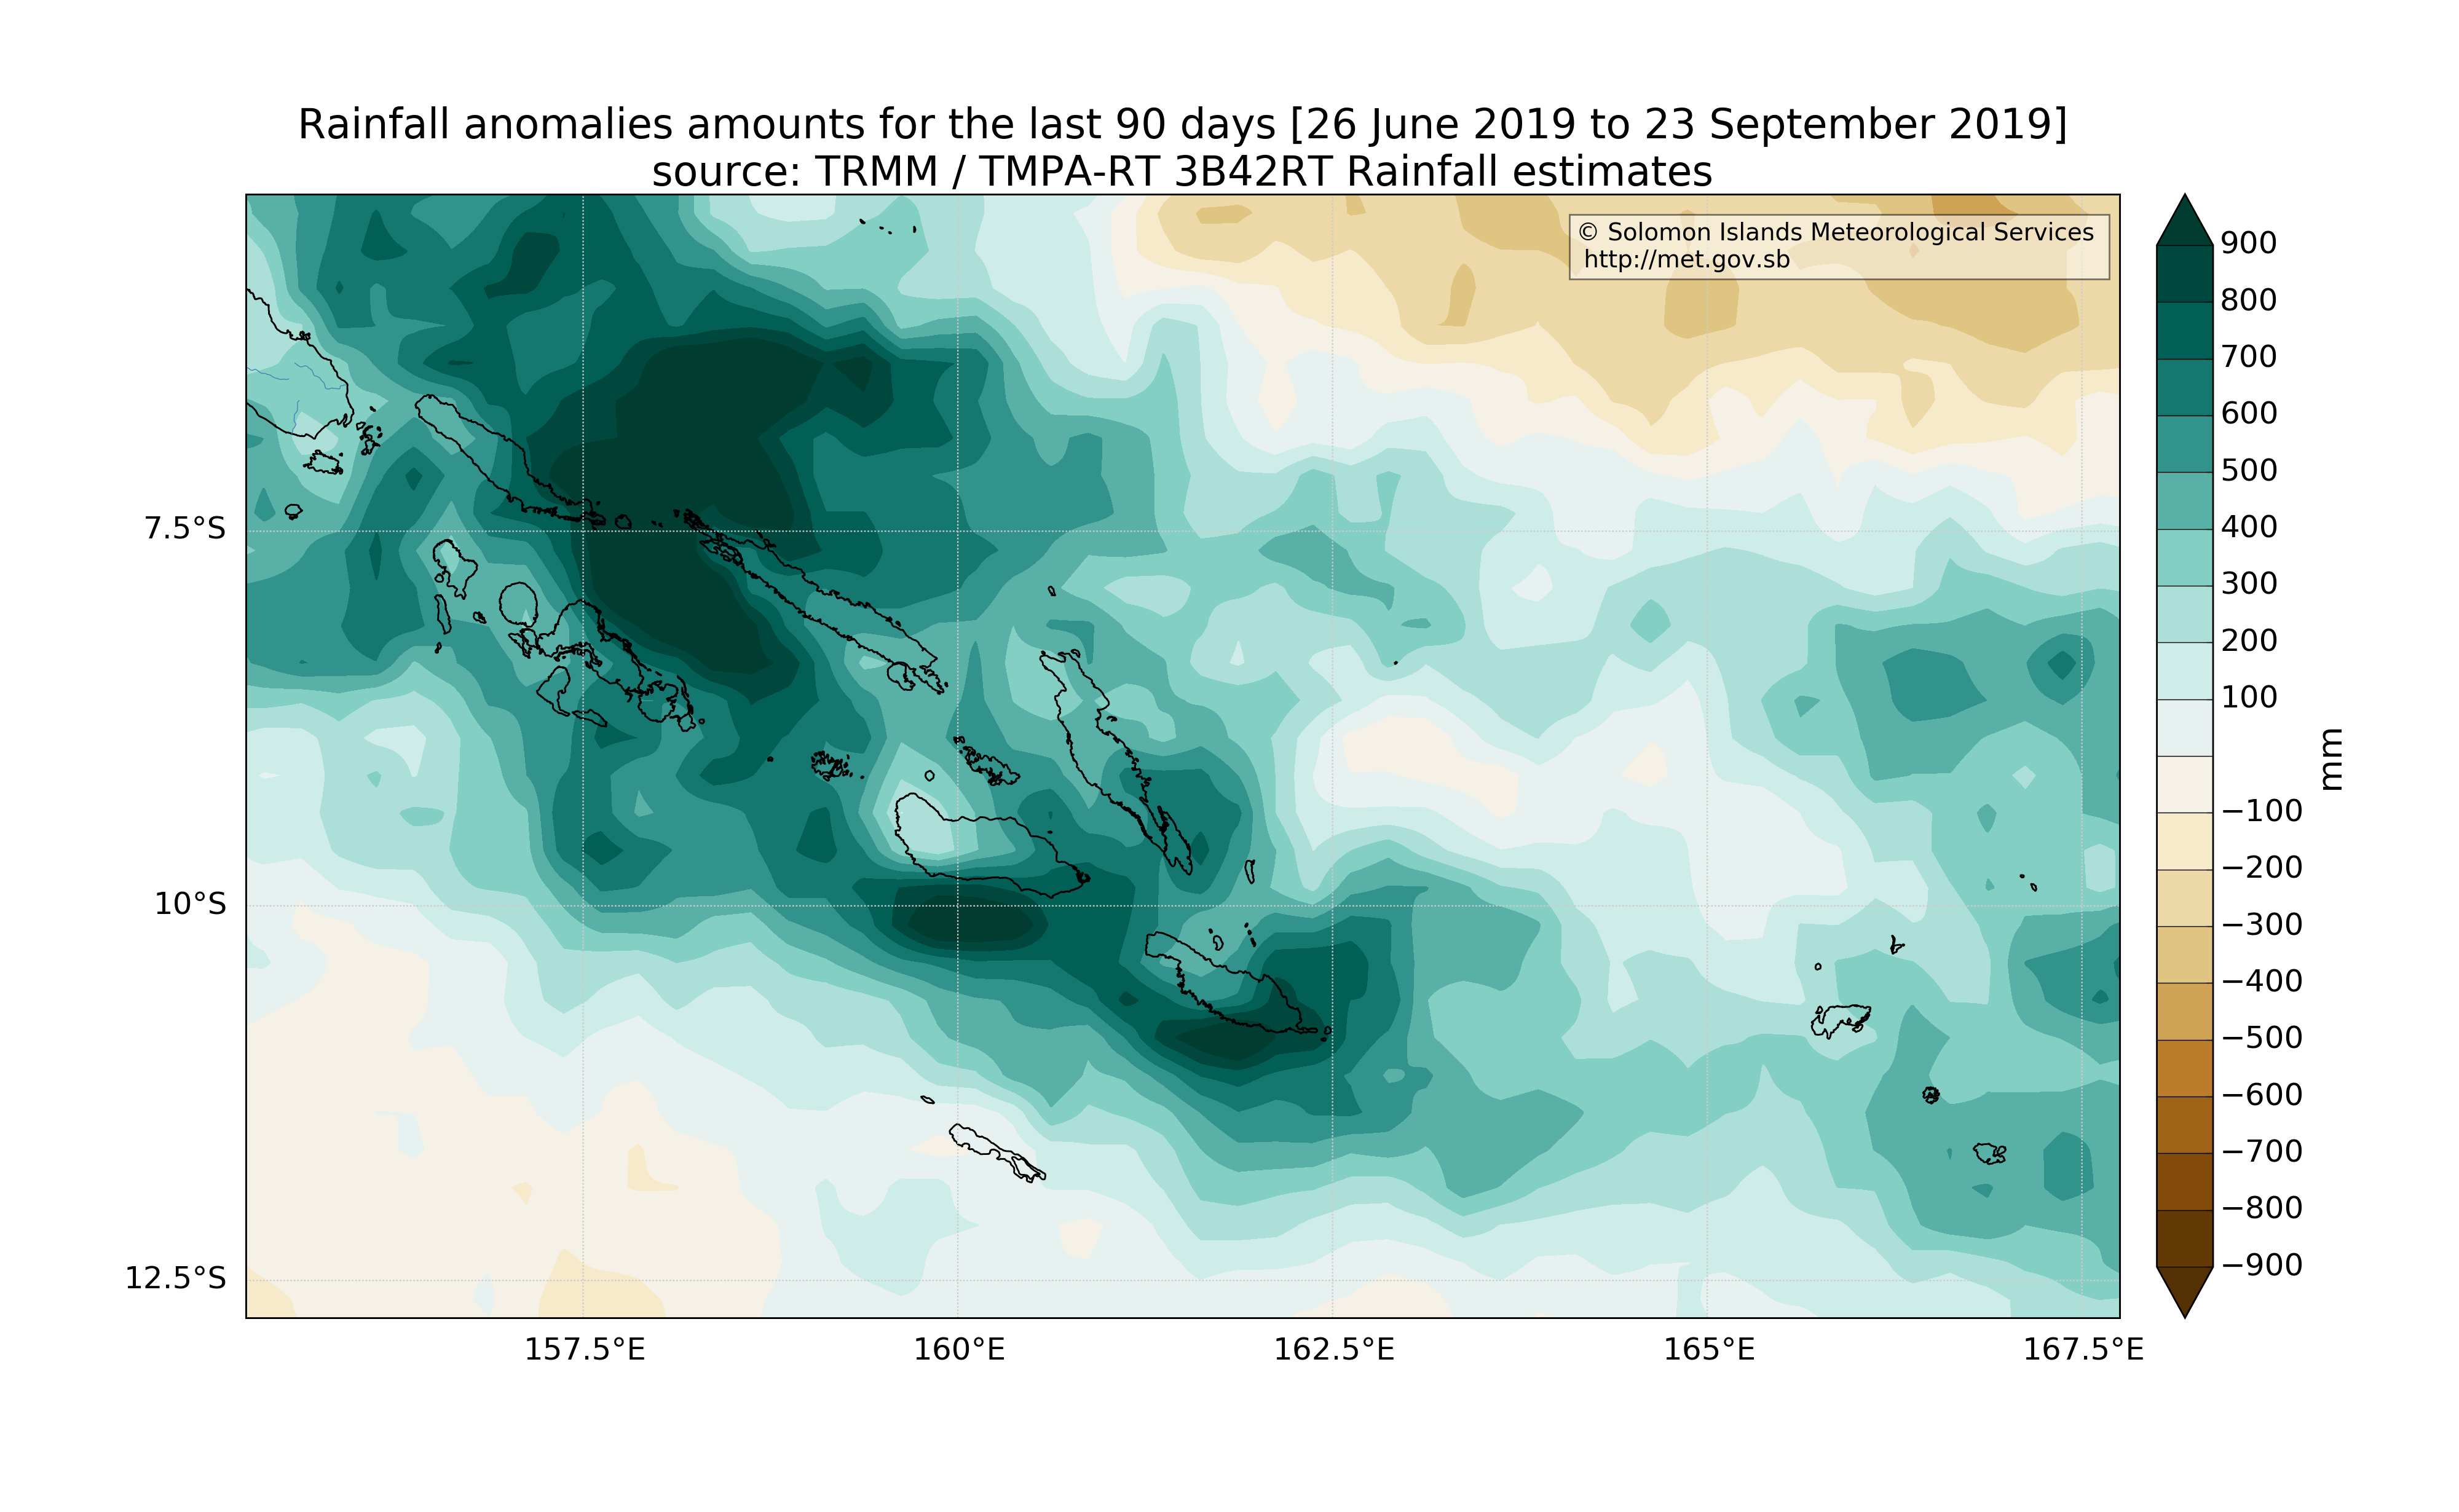 Rainfall anomalies amounts for the last 90 days [26 June 2019 to 23 September 2019]
source: TRMM / TMPA-RT 3B42RT Rainfall estimates
© Solomon Islands Meteorological Services
http://met.gov.sb
7.5°S
10°S
12.5°S
157.5°E
160°E
162.5°E
165°E
167.5°E
900
800
700
600
500
400
300
200
100
−100
−200
−300
−400
−500
−600
−700
−800
−900
mm